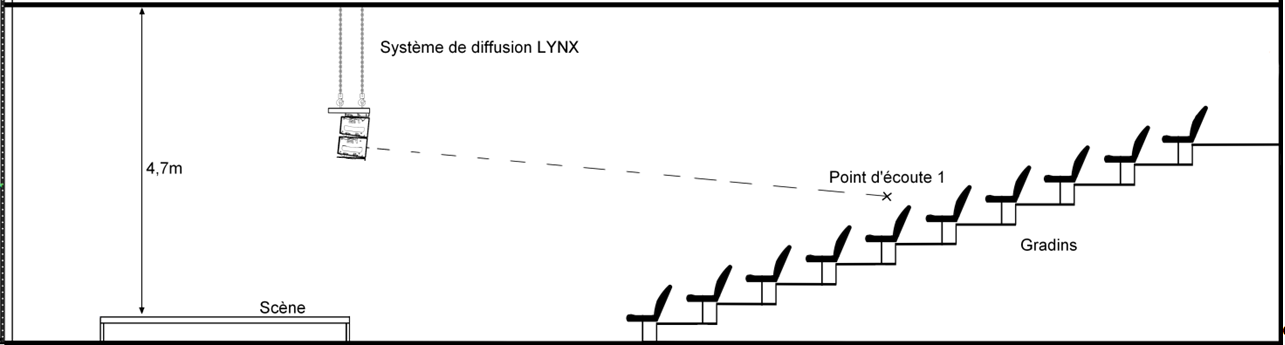 Système de diffusion LYNX
4,7m
Point d'écoute 1
Gradins
Scène